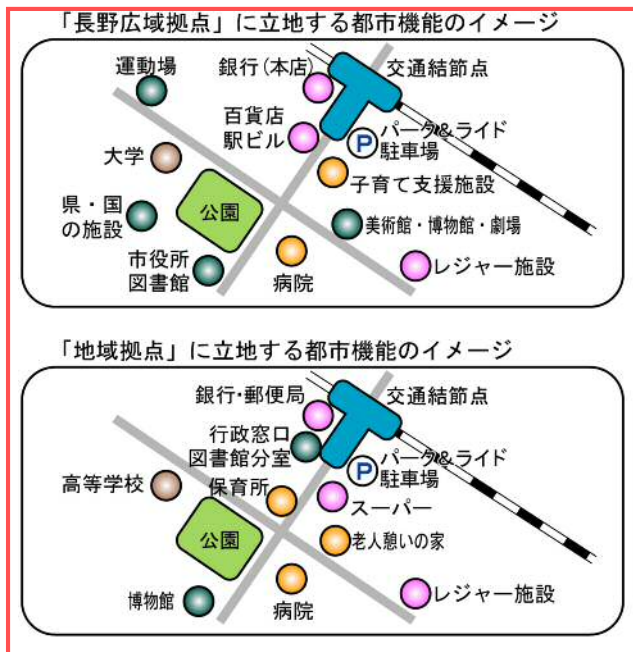 「長野広域拠点」に立地する都市機能のイメージ
運動場
銀行(本店)
交通結節点
百貨店
駅ビル
P
パーク&ライド
駐車場
大学
子育て支援施設
県・国
の施設
公園
美術館・博物館・劇場
市役所
図書館
病院
レジャー施設
「地域拠点」に立地する都市機能のイメージ
銀行・郵便局
交通結節点
行政窓口
図書館分室
P
パーク&ライド
駐車場
高等学校
保育所
スーパー
公園
老人憩いの家
博物館
病院
レジャー施設